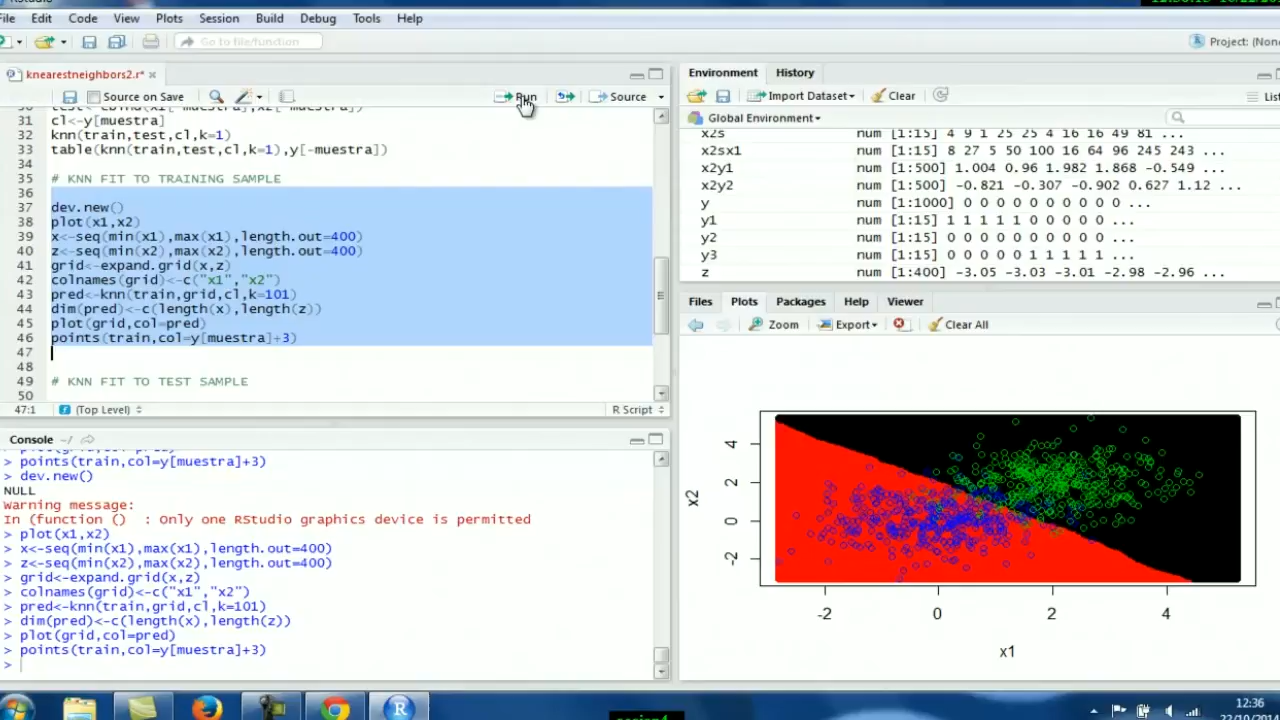 RStudio
File Edit Code View Plots Session Build Debug Tools Help
Go to file/function
Project: (None
knearestneighbors2.r*
Source on Save
Run
Source
31 cl<-y[muestra]
32 knn(train,test,cl,k=1)
33 table(knn(train,test,cl,k=1),y[-muestra])
34
35 # KNN FIT TO TRAINING SAMPLE
36
37 dev.new()
38 plot(x1,x2)
39 x<-seq(min(x1),max(x1),length.out=400)
40 z<-seq(min(x2),max(x2),length.out=400)
41 grid<-expand.grid(x,z)
42 colnames(grid)<-c("x1","x2")
43 pred<-knn(train,grid,cl,k=101)
44 dim(pred)<-c(length(x),length(z))
45 plot(grid,col=pred)
46 points(train,col=y[muestra]+3)
47
48
49 # KNN FIT TO TEST SAMPLE
50
47:1 (Top Level) R Script
Console ~/
> points(train,col=y[muestra]+3)
> dev.new()
NULL
Warning message:
In (function () : Only one RStudio graphics device is permitted
> plot(x1,x2)
> x<-seq(min(x1),max(x1),length.out=400)
> z<-seq(min(x2),max(x2),length.out=400)
> grid<-expand.grid(x,z)
> colnames(grid)<-c("x1","x2")
> pred<-knn(train,grid,cl,k=101)
> dim(pred)<-c(length(x),length(z))
> plot(grid,col=pred)
> points(train,col=y[muestra]+3)
>
Environment History
Import Dataset Clear List
Global Environment
x2s num [1:15] 4 9 1 25 25 4 16 16 49 81 ...
x2sx1 num [1:15] 8 27 5 50 100 16 64 96 245 243 ...
x2y1 num [1:500] 1.004 0.96 1.982 1.868 -0.549 ...
x2y2 num [1:500] -0.821 -0.307 -0.902 0.627 1.12 ...
y num [1:1000] 0 0 0 0 0 0 0 0 0 0 ...
y1 num [1:15] 1 1 1 1 1 0 0 0 0 0 ...
y2 num [1:15] 0 0 0 0 0 0 0 0 0 0 ...
y3 num [1:15] 0 0 0 0 0 1 1 1 1 1 ...
z num [1:400] -3.05 -3.03 -3.01 -2.98 -2.96 ...
Files Plots Packages Help Viewer
Zoom Export Clear All
x2
4
2
0
-2
-2 0 2 4
x1
12:36